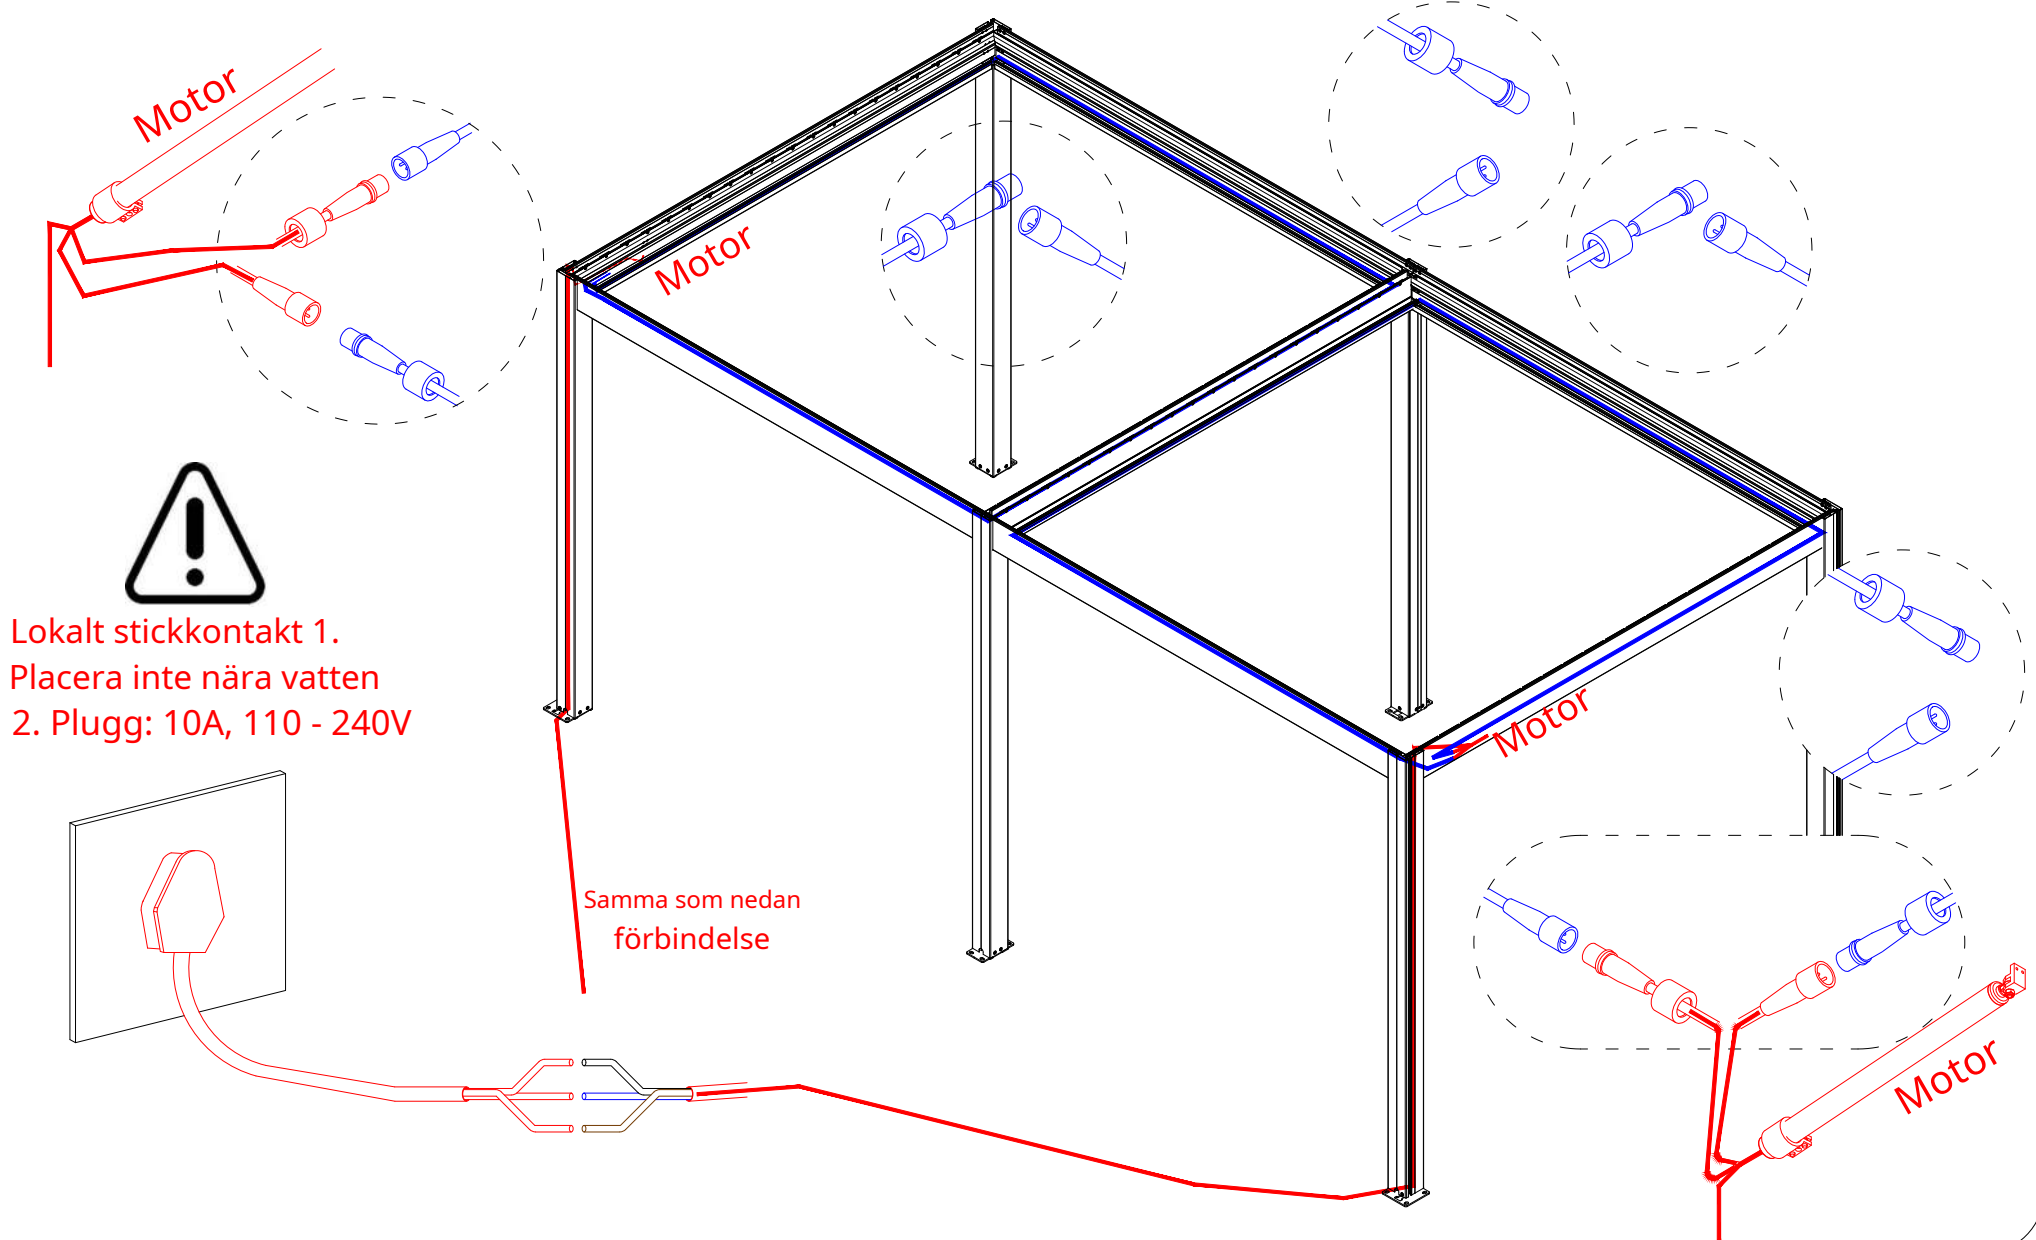 Motor
Motor
Lokalt stickkontakt 1.
Placera inte nära vatten
2. Plugg: 10A, 110 - 240V
Motor
Samma som nedan
förbindelse
Motor